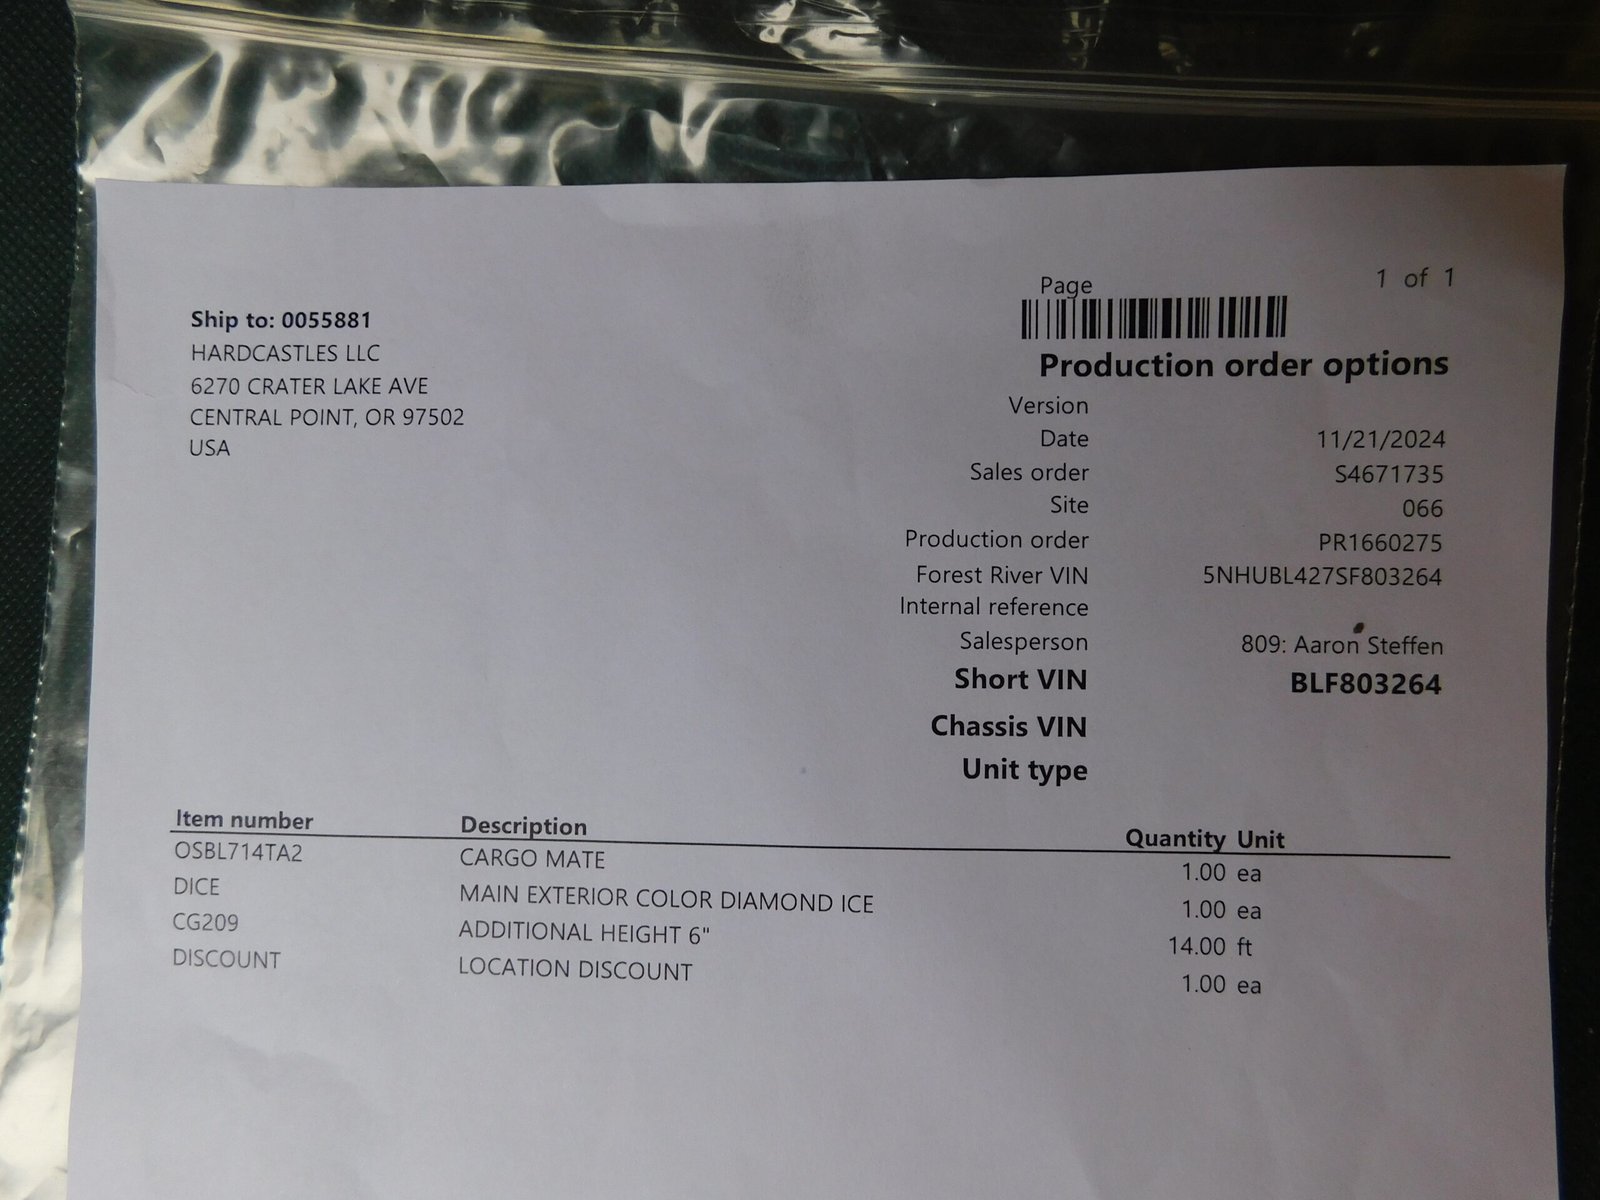 Page 1 of 1
Ship to: 0055881
HARDCASTLES LLC
6270 CRATER LAKE AVE
CENTRAL POINT, OR 97502
USA
Production order options
Version
Date 11/21/2024
Sales order S4671735
Site 066
Production order PR1660275
Forest River VIN 5NHUBL427SF803264
Internal reference
Salesperson 809: Aaron Steffen
Short VIN BLF803264
Chassis VIN
Unit type
Item number Description Quantity Unit
OSBL714TA2 CARGO MATE 1.00 ea
DICE MAIN EXTERIOR COLOR DIAMOND ICE 1.00 ea
CG209 ADDITIONAL HEIGHT 6" 14.00 ft
DISCOUNT LOCATION DISCOUNT 1.00 ea